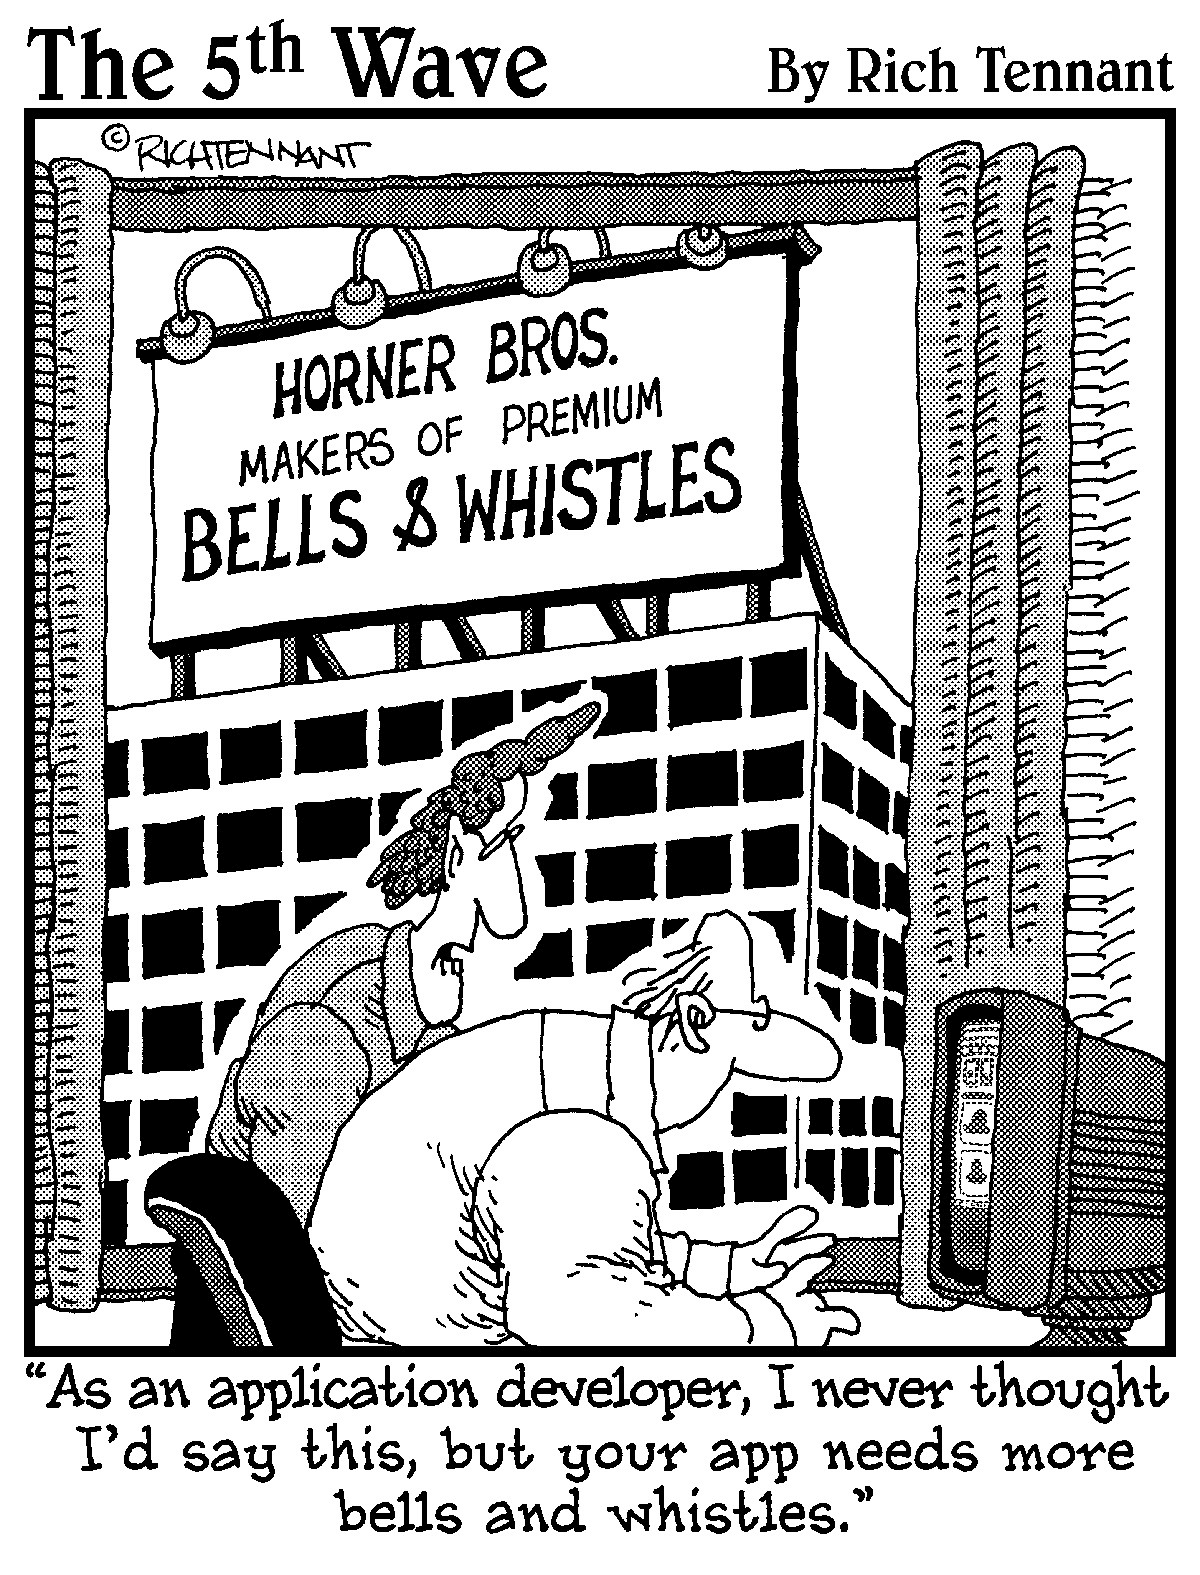 The 5th Wave
By Rich Tennant
© RICHTENNANT
HORNER BROS.
MAKERS OF PREMIUM
BELLS & WHISTLES
"As an application developer, I never thought
I'd say this, but your app needs more
bells and whistles."